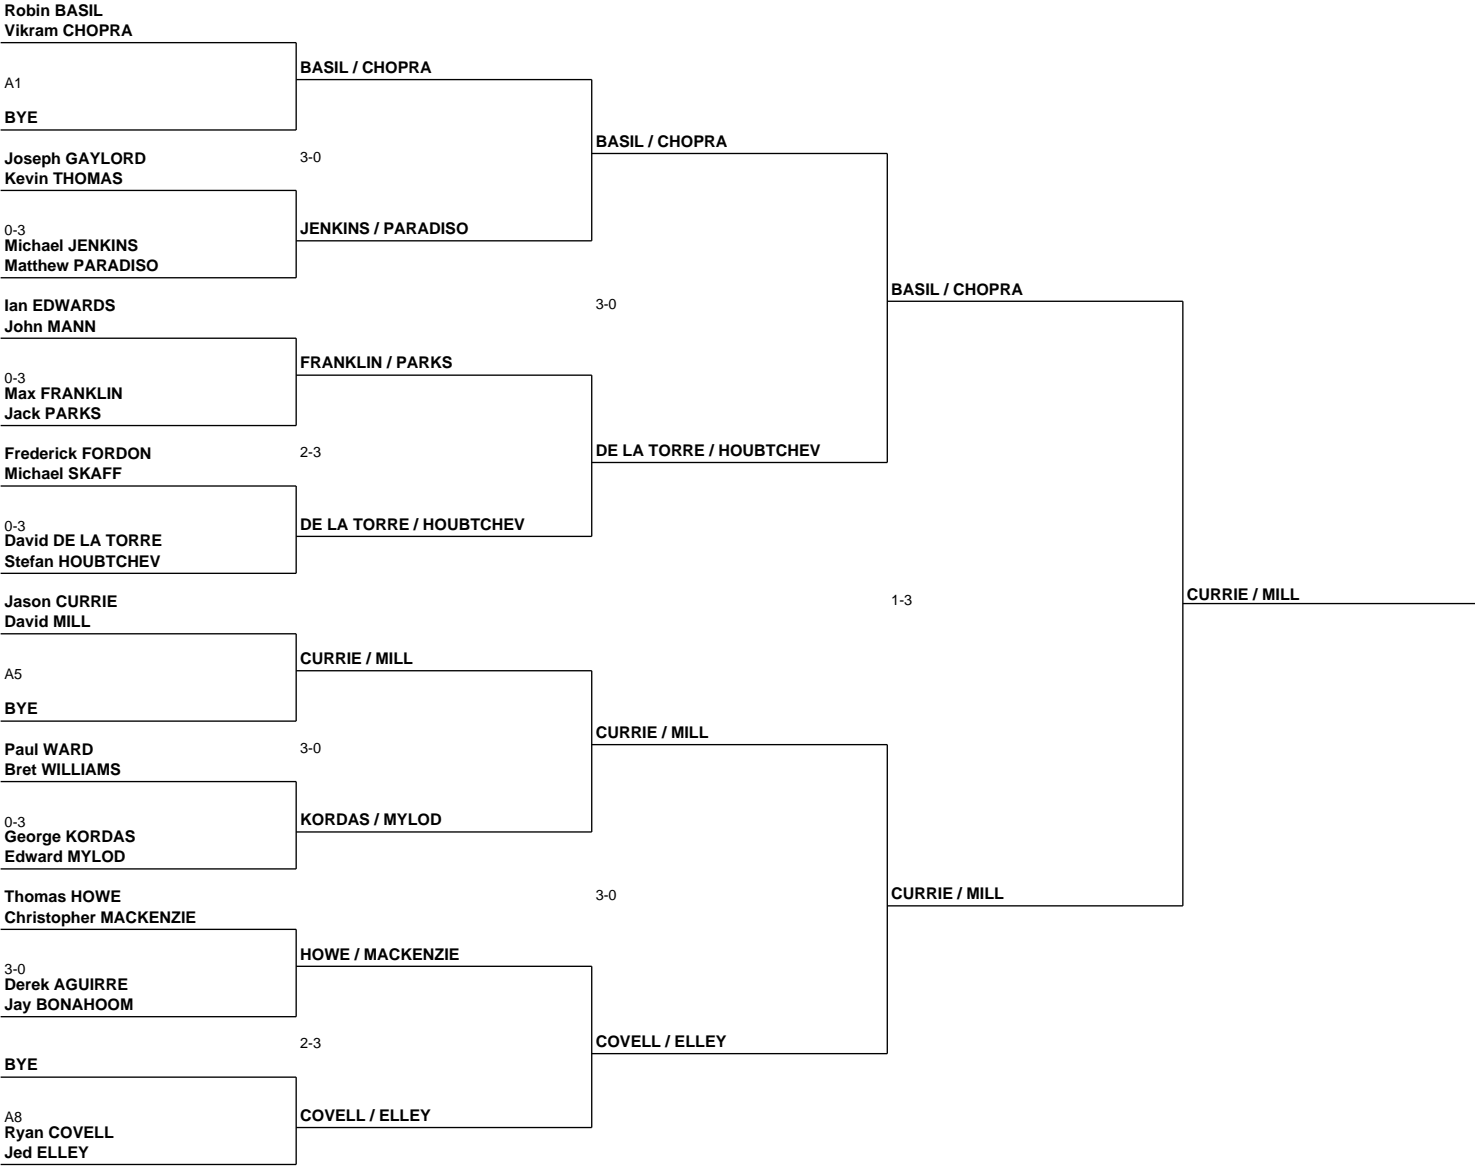 Robin BASIL
Vikram CHOPRA
A1
BYE
Joseph GAYLORD
Kevin THOMAS
0-3
Michael JENKINS
Matthew PARADISO
Ian EDWARDS
John MANN
0-3
Max FRANKLIN
Jack PARKS
Frederick FORDON
Michael SKAFF
0-3
David DE LA TORRE
Stefan HOUBTCHEV
Jason CURRIE
David MILL
A5
BYE
Paul WARD
Bret WILLIAMS
0-3
George KORDAS
Edward MYLOD
Thomas HOWE
Christopher MACKENZIE
3-0
Derek AGUIRRE
Jay BONAHOOM
BYE
A8
Ryan COVELL
Jed ELLEY
BASIL / CHOPRA
3-0
JENKINS / PARADISO
FRANKLIN / PARKS
2-3
DE LA TORRE / HOUBTCHEV
CURRIE / MILL
3-0
KORDAS / MYLOD
HOWE / MACKENZIE
2-3
COVELL / ELLEY
BASIL / CHOPRA
3-0
DE LA TORRE / HOUBTCHEV
CURRIE / MILL
3-0
COVELL / ELLEY
BASIL / CHOPRA
1-3
CURRIE / MILL
CURRIE / MILL